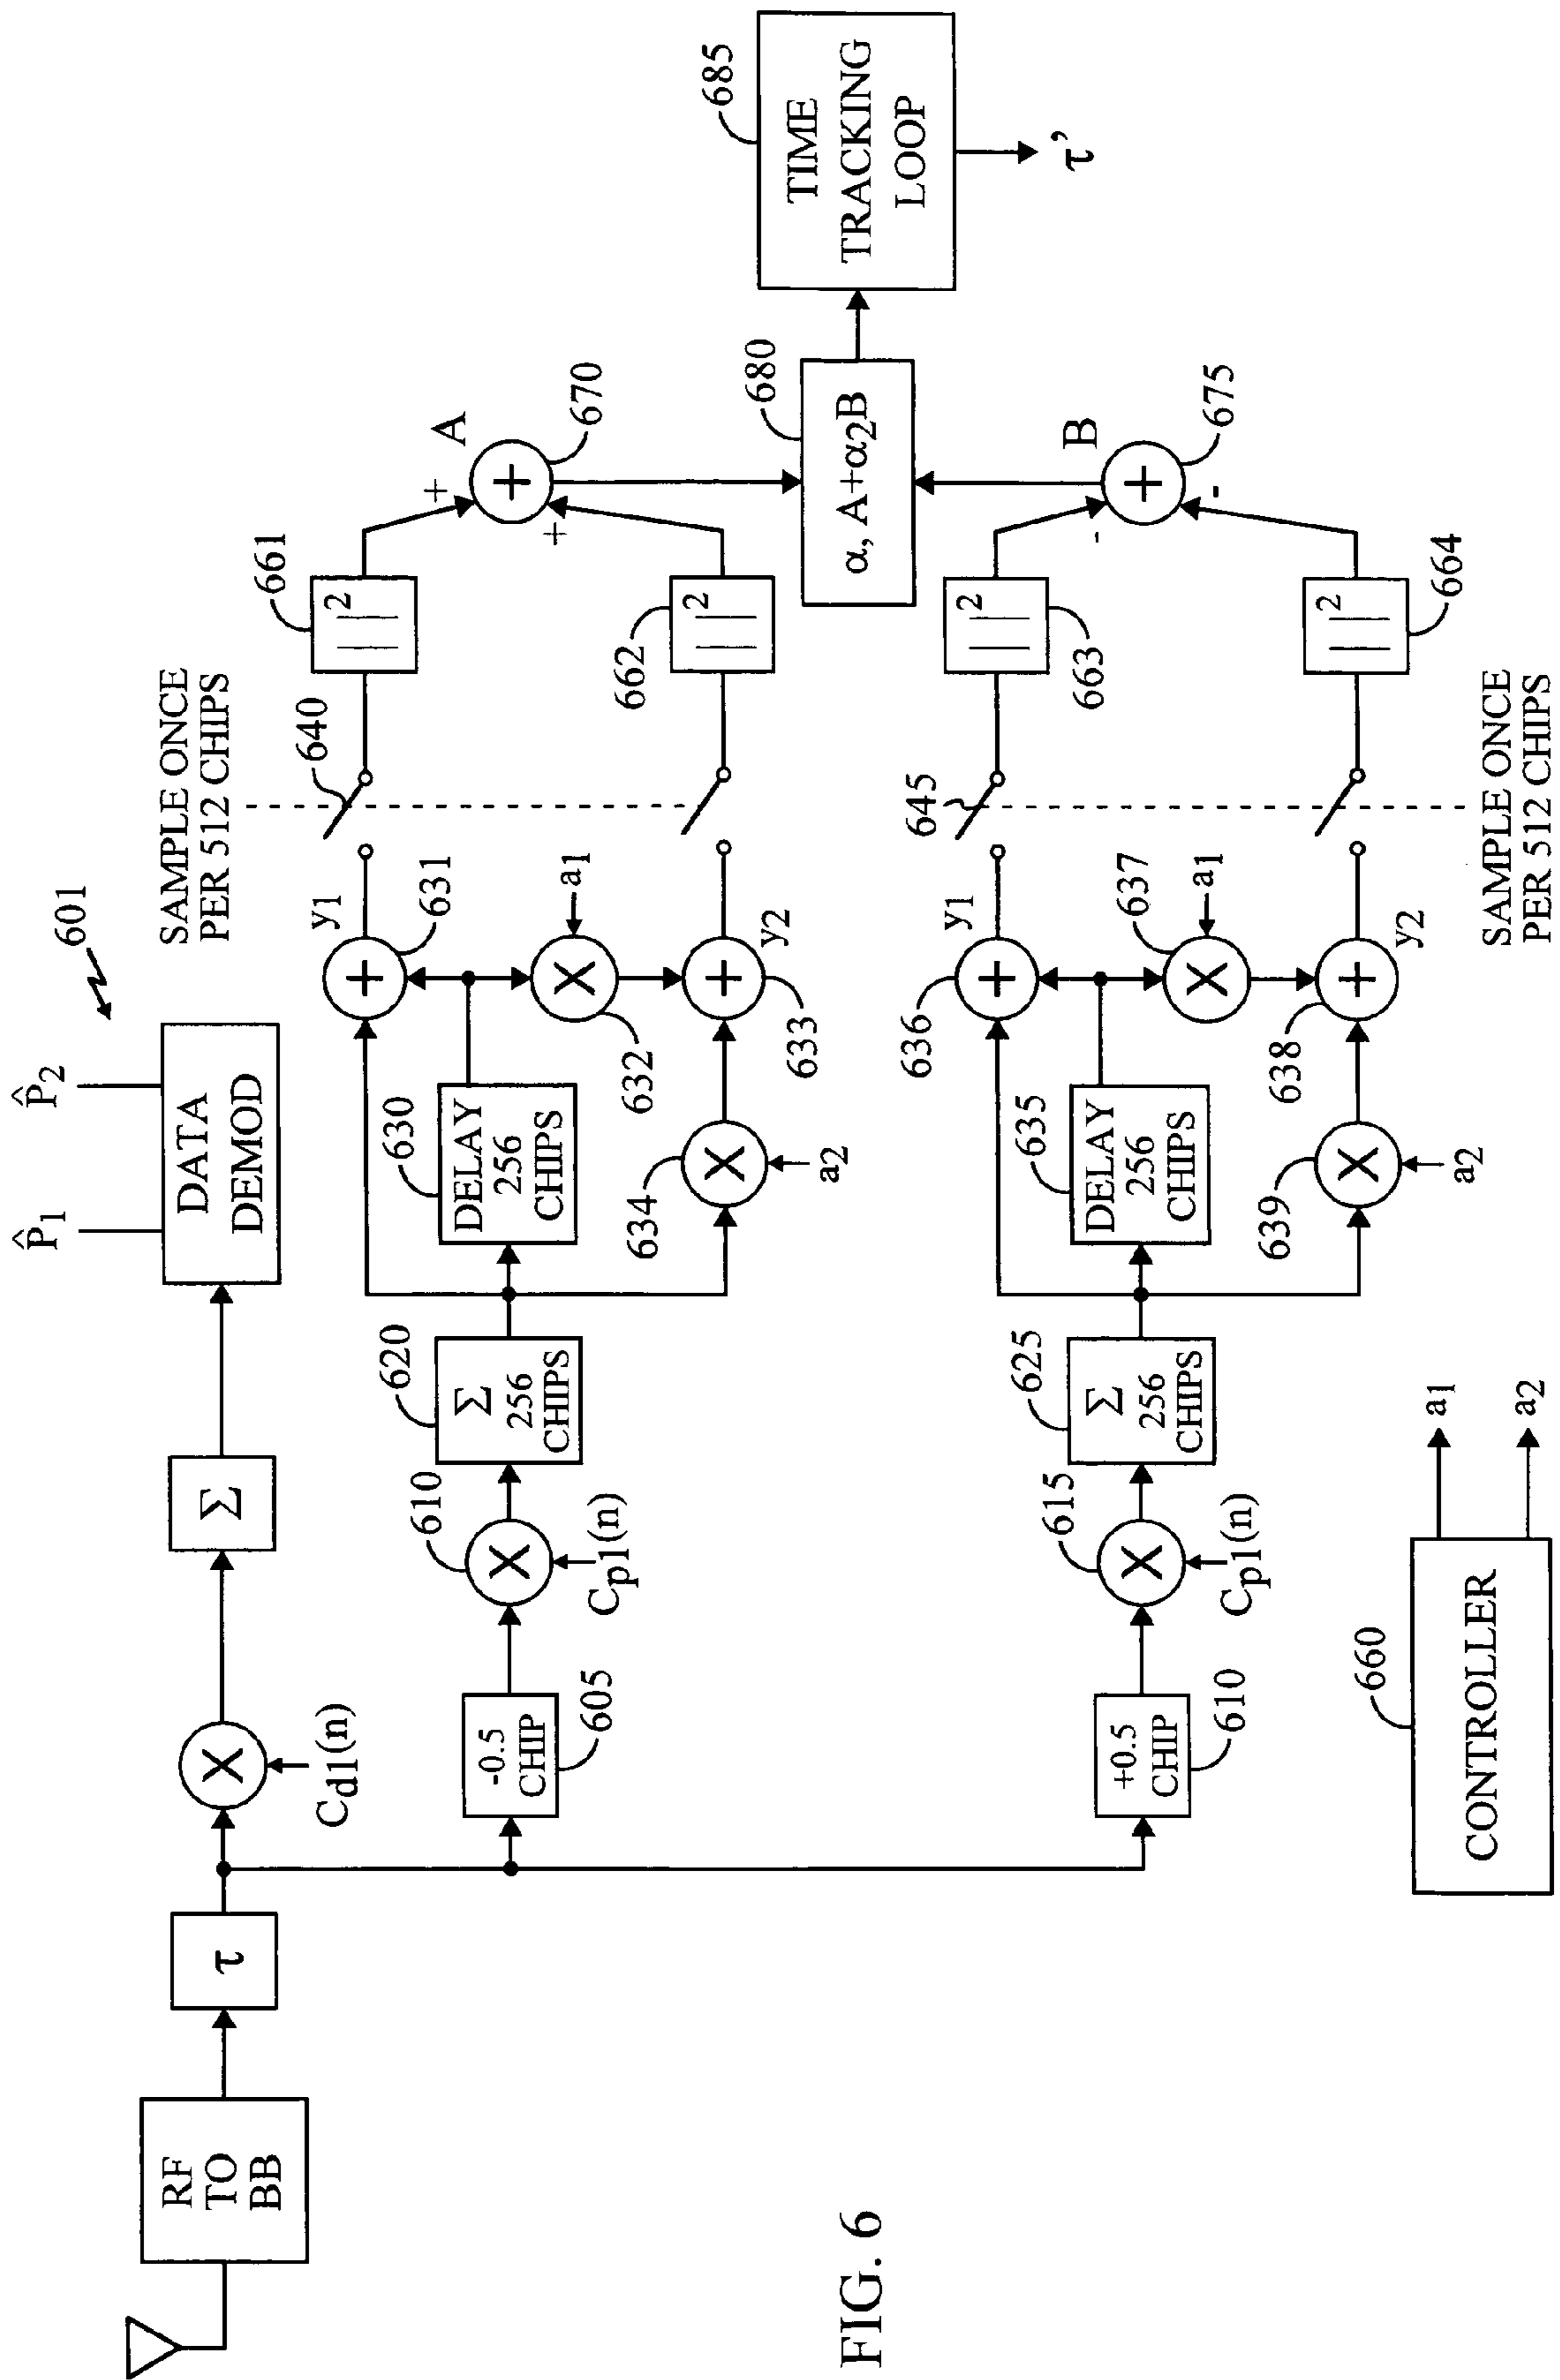 601
RF
TO
BB
τ
Cd1(n)
X
Σ
DATA
DEMOD
P̂1
P̂2
-0.5
CHIP
605
X
610
Cp1(n)
Σ
256
CHIPS
620
DELAY
256
CHIPS
630
+
631
y1
X
632
a1
+
633
y2
X
634
a2
SAMPLE ONCE
PER 512 CHIPS
640
| |2
661
| |2
662
+
+
+
A
670
α, A+α2B
680
TIME
TRACKING
LOOP
685
τ'
+0.5
CHIP
610
X
615
Cp1(n)
Σ
256
CHIPS
625
DELAY
256
CHIPS
635
+
636
y1
X
637
a1
+
638
y2
X
639
a2
645
SAMPLE ONCE
PER 512 CHIPS
| |2
663
| |2
664
-
-
+
B
675
CONTROLLER
660
a1
a2
FIG. 6